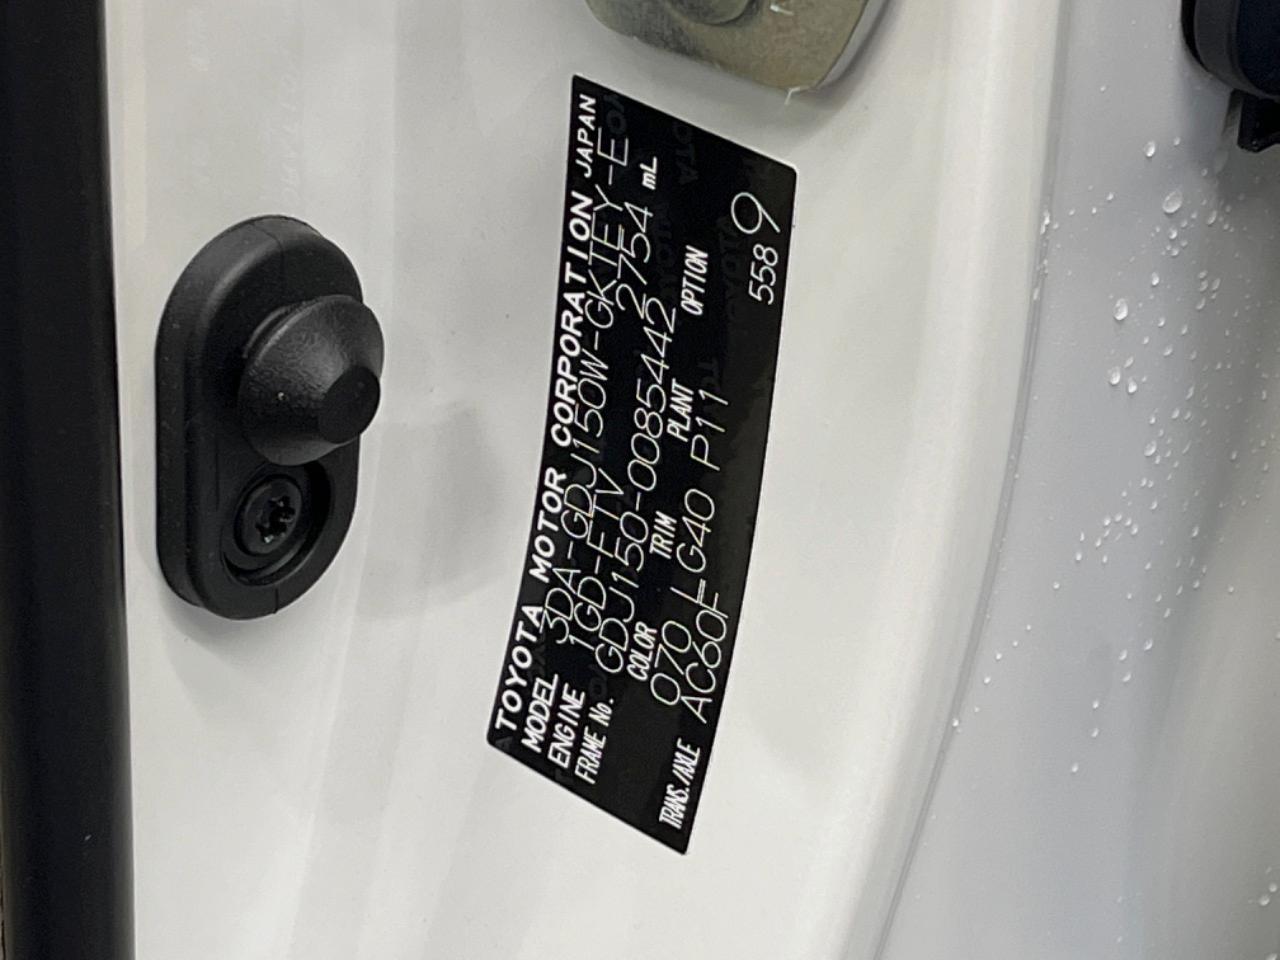 TOYOTA MOTOR CORPORATION JAPAN
MODEL 3DA-GDJ150W-GKTEY-E
ENGINE 1GD-FTV 2754 mL
FRAME No. GDJ150-0085442
COLOR TRIM PLANT OPTION
070 LG40 P11
TRANS./AXLE AC60F 558 9